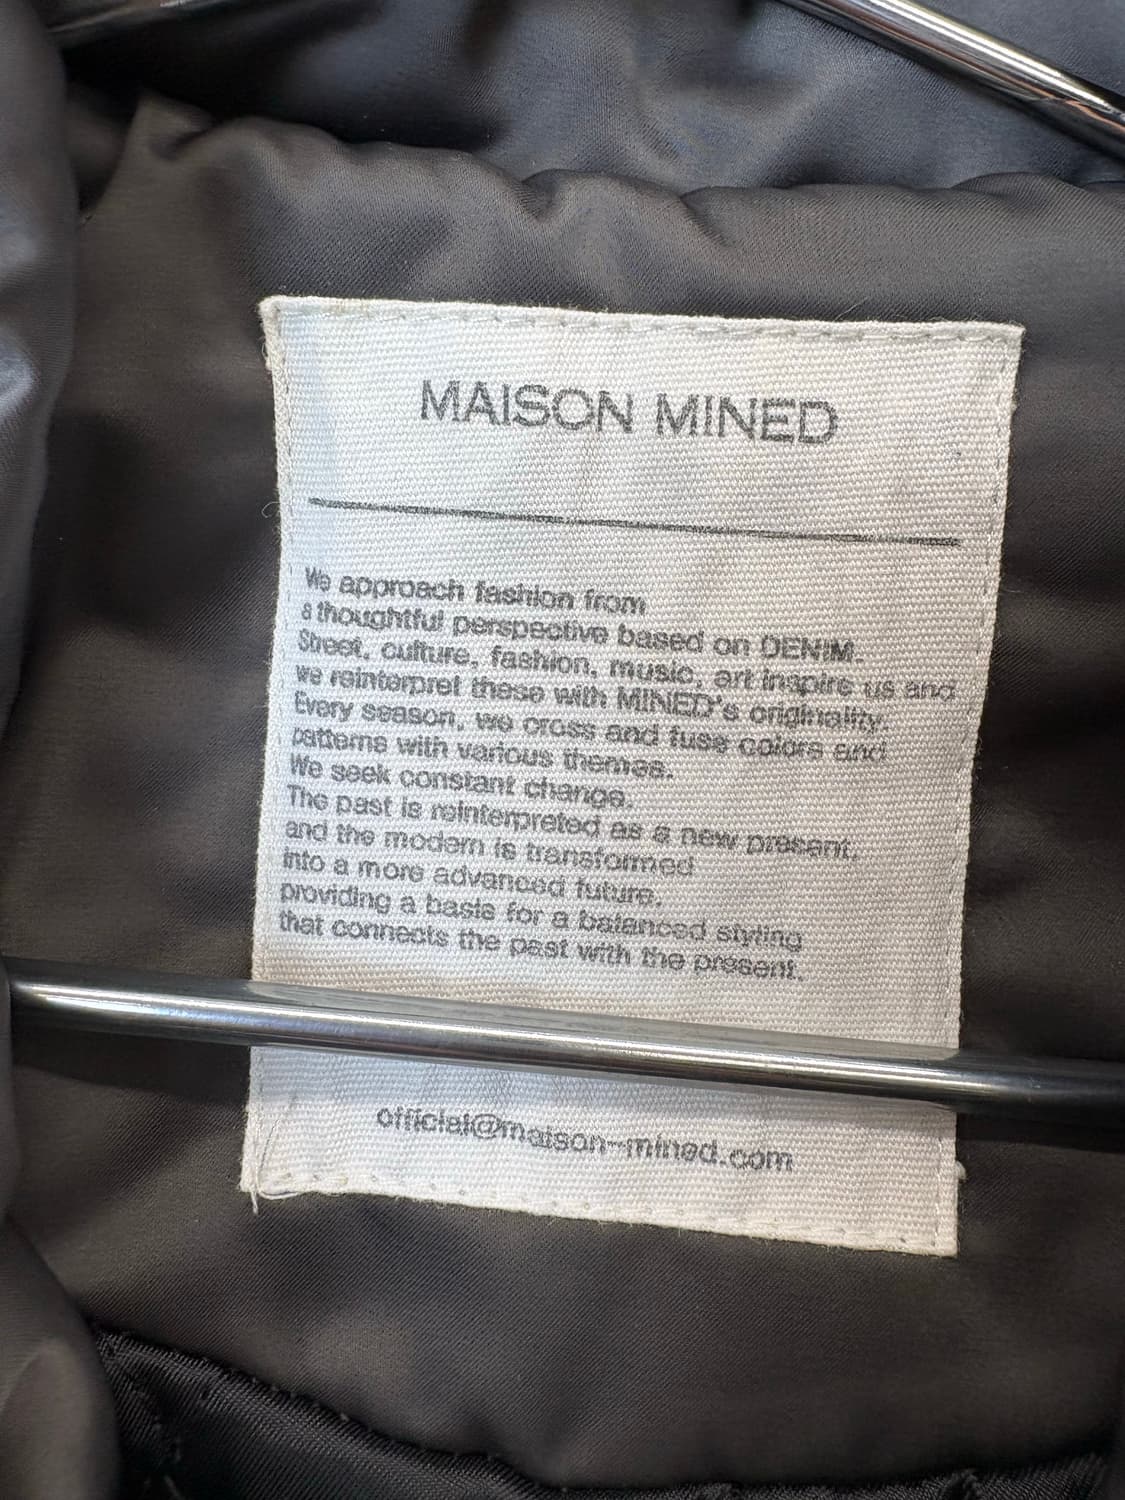 MAISON MINED
We approach fashion from
a thoughtful perspective based on DENIM.
Street, culture, fashion, music, art inspire us and
we reinterpret these with MINED's originality.
Every season, we cross and fuse colors and
patterns with various themes.
We seek constant change.
The past is reinterpreted as a new present,
and the modern is transformed
into a more advanced future,
providing a basis for a balanced styling
that connects the past with the present.
official@maison-mined.com